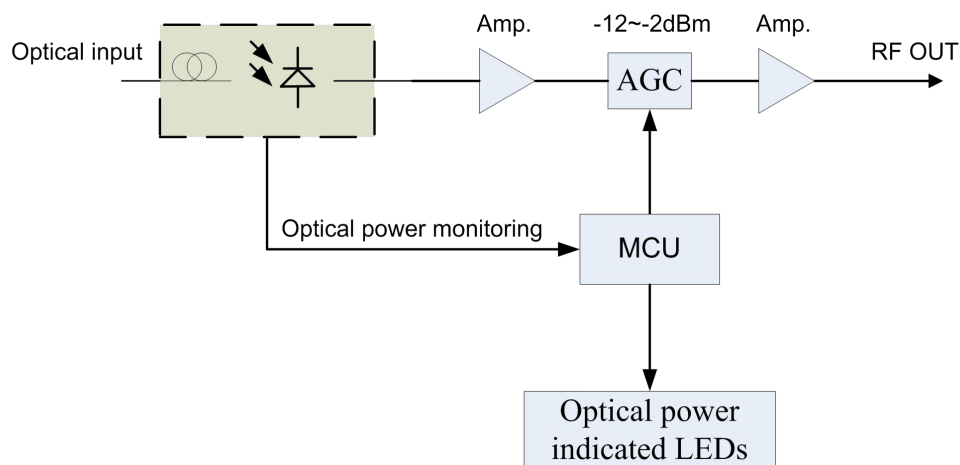 Amp.
-12~-2dBm
Amp.
Optical input
RF OUT
AGC
Optical power monitoring
MCU
Optical power
indicated LEDs